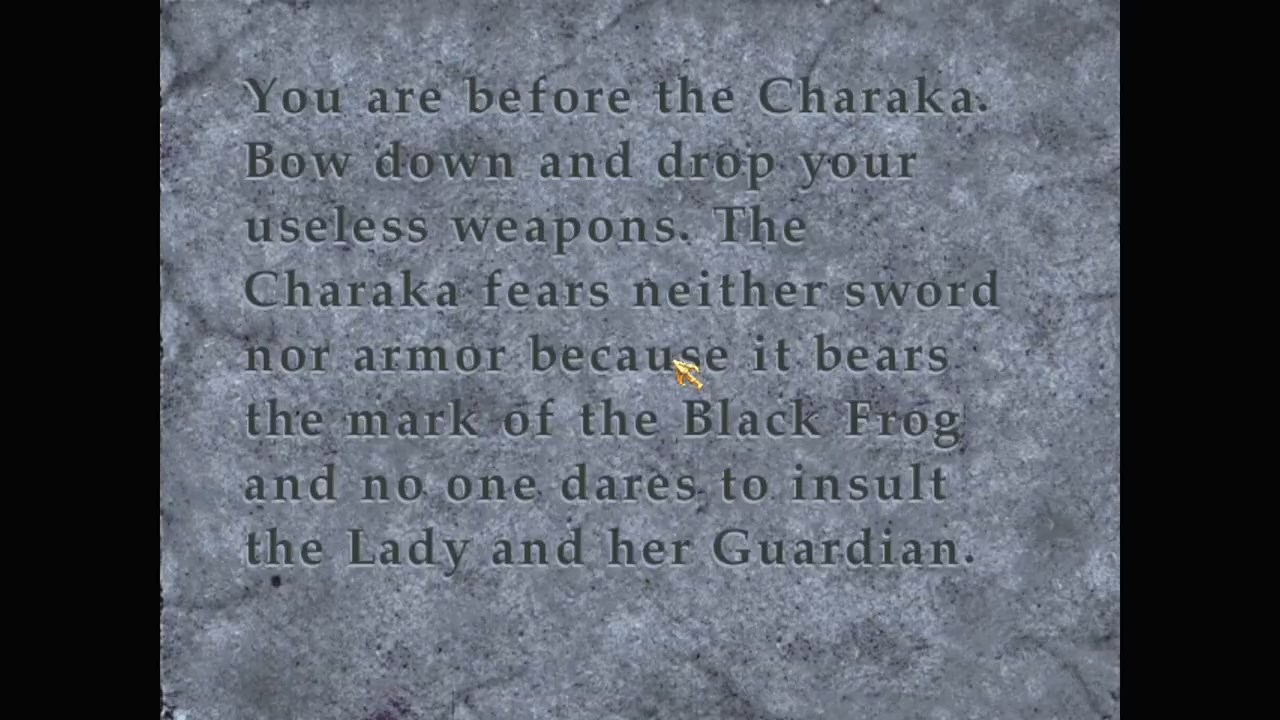 You are before the Charaka.
Bow down and drop your
useless weapons. The
Charaka fears neither sword
nor armor because it bears
the mark of the Black Frog
and no one dares to insult
the Lady and her Guardian.